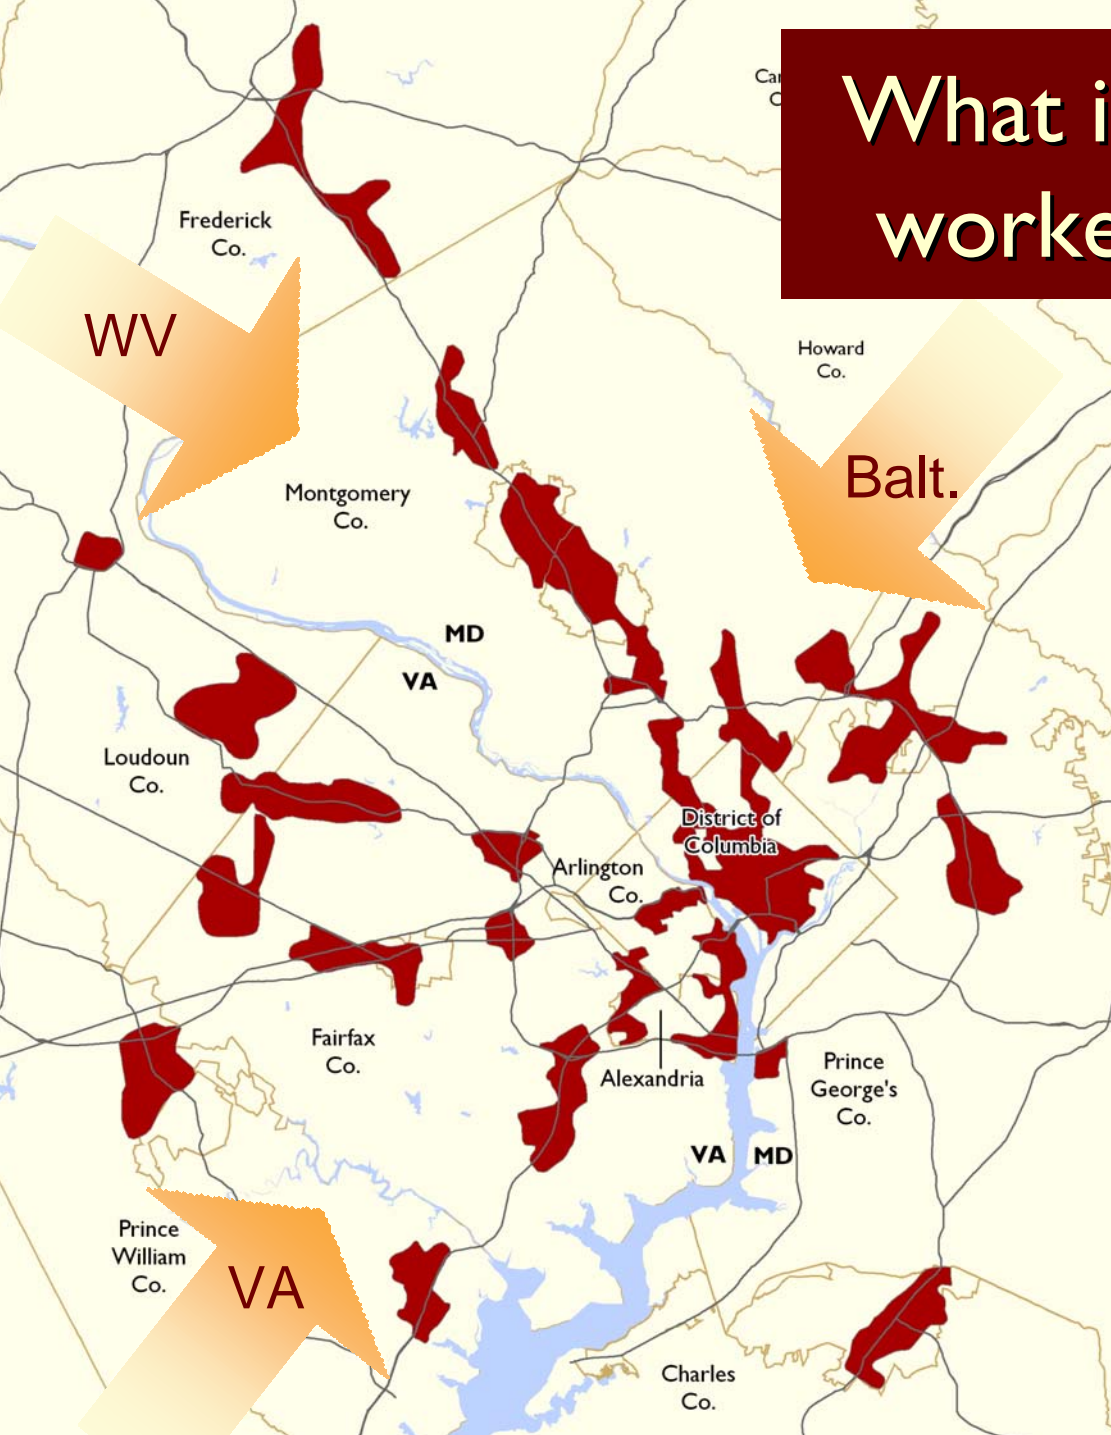 What i
worke
Car
C
Frederick
Co.
WV
Howard
Co.
Balt.
Montgomery
Co.
MD
VA
Loudoun
Co.
District of
Columbia
Arlington
Co.
Fairfax
Co.
Alexandria
Prince
George's
Co.
VA MD
Prince
William
Co.
VA
Charles
Co.